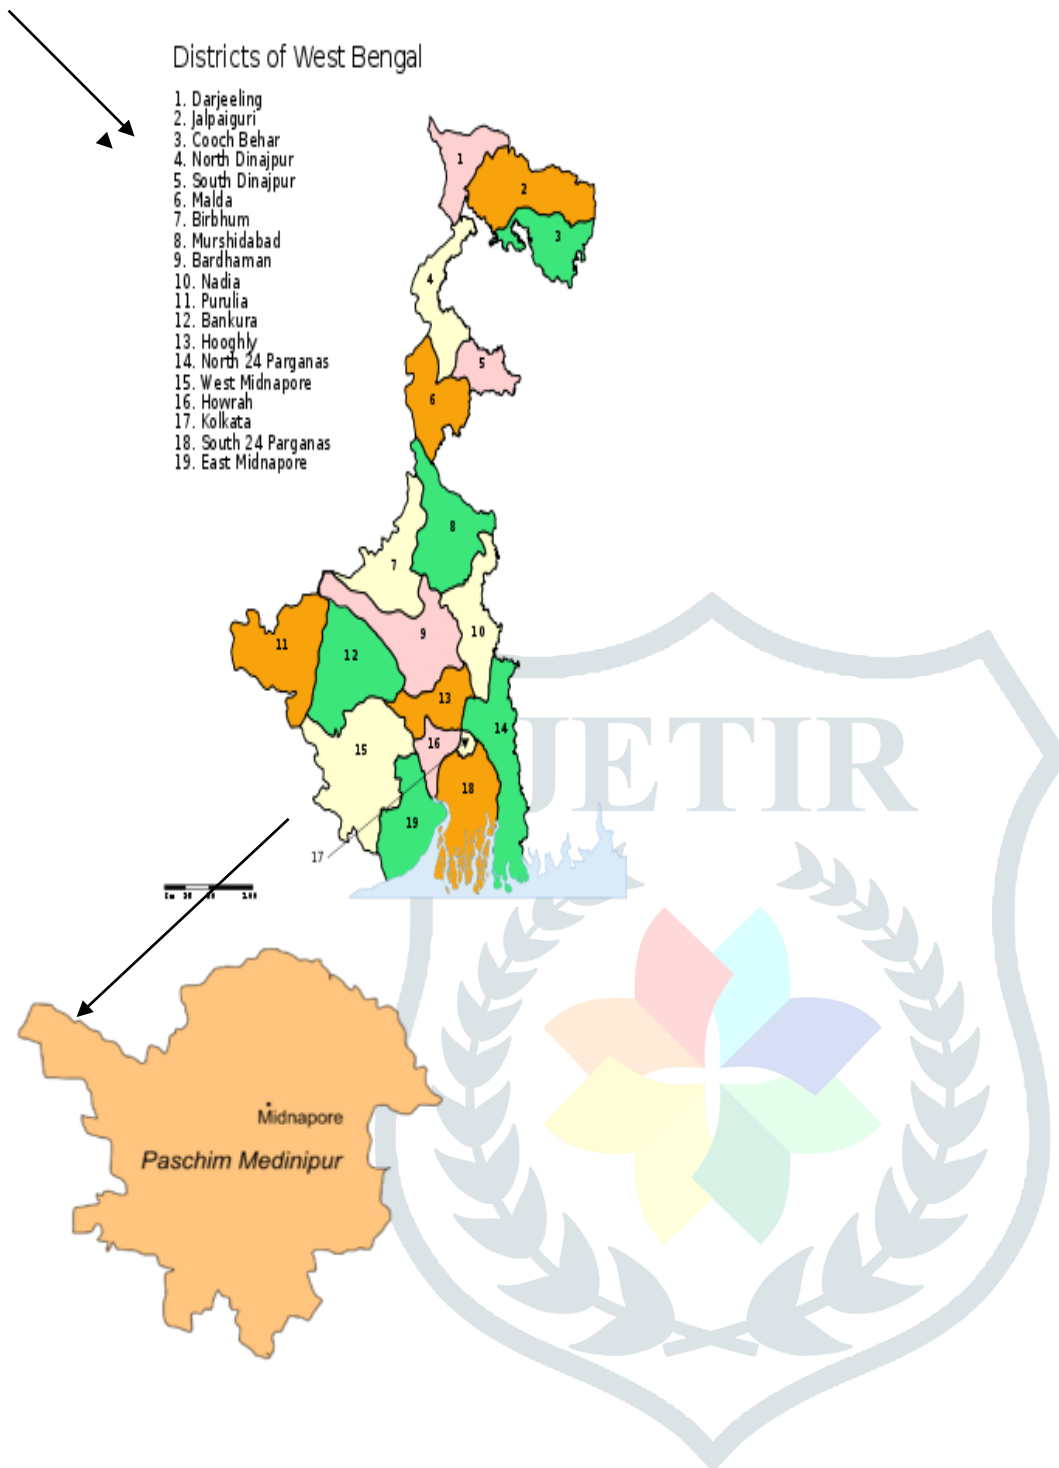 Districts of West Bengal
1. Darjeeling
2. Jalpaiguri
3. Cooch Behar
4. North Dinajpur
5. South Dinajpur
6. Malda
7. Birbhum
8. Murshidabad
9. Bardhaman
10. Nadia
11. Purulia
12. Bankura
13. Hooghly
14. North 24 Parganas
15. West Midnapore
16. Howrah
17. Kolkata
18. South 24 Parganas
19. East Midnapore
1
2
3
4
5
6
8
7
9
10
11
12
13
14
16
15
18
19
17
JETIR
Midnapore
Paschim Medinipur